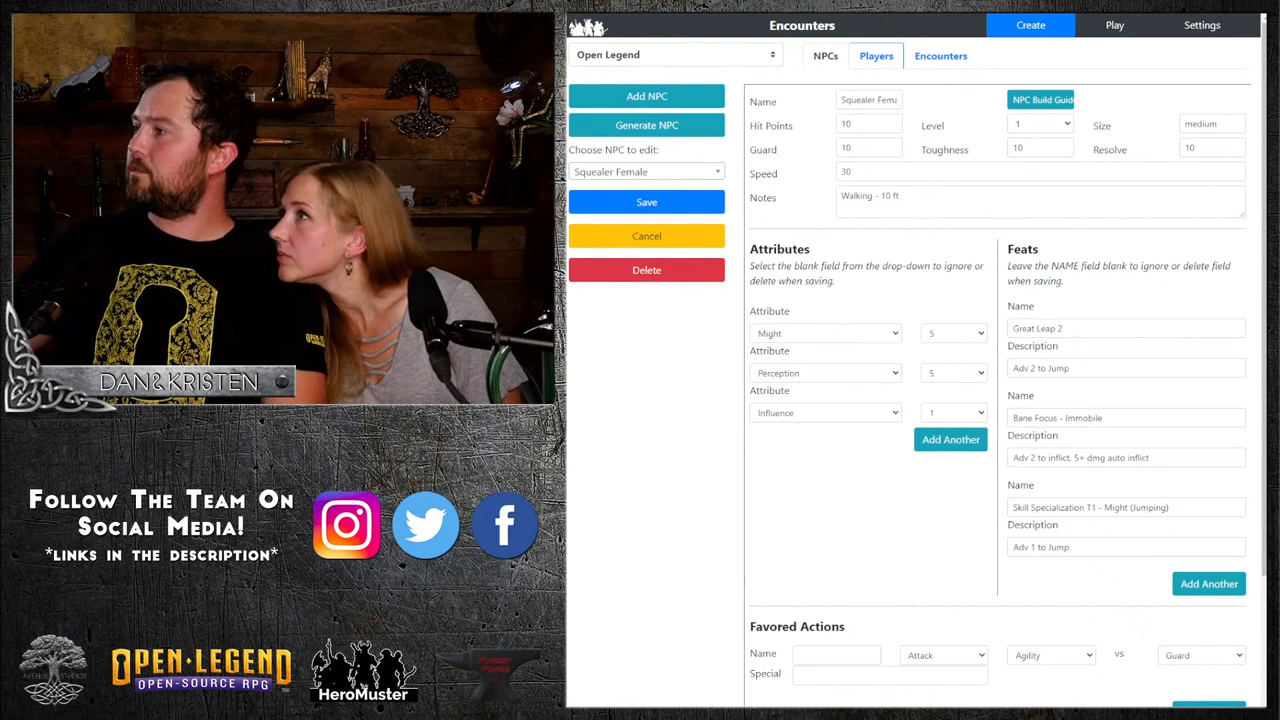 Encounters
Create
Play
Settings
Open Legend
NPCs
Players
Encounters
Add NPC
Generate NPC
Choose NPC to edit:
Squealer Female
Save
Cancel
Delete
Name
Squealer Fema
NPC Build Guid
Hit Points
10
Level
1
Size
medium
Guard
10
Toughness
10
Resolve
10
Speed
30
Notes
Walking - 10 ft
Attributes
Select the blank field from the drop-down to ignore or
delete when saving.
Attribute
Might
5
Attribute
Perception
5
Attribute
Influence
1
Add Another
Feats
Leave the NAME field blank to ignore or delete field
when saving.
Name
Great Leap 2
Description
Adv 2 to Jump
Name
Bane Focus - Immobile
Description
Adv 2 to inflict, 5+ dmg auto inflict
Name
Skill Specialization T1 - Might (Jumping)
Description
Adv 1 to Jump
Add Another
Favored Actions
Name
Attack
Agility
vs
Guard
Special
DAN & KRISTEN
FOLLOW THE TEAM ON
SOCIAL MEDIA!
*LINKS IN THE DESCRIPTION*
AVENUE STUDIOS
OPEN LEGEND
OPEN-SOURCE RPG
HeroMuster